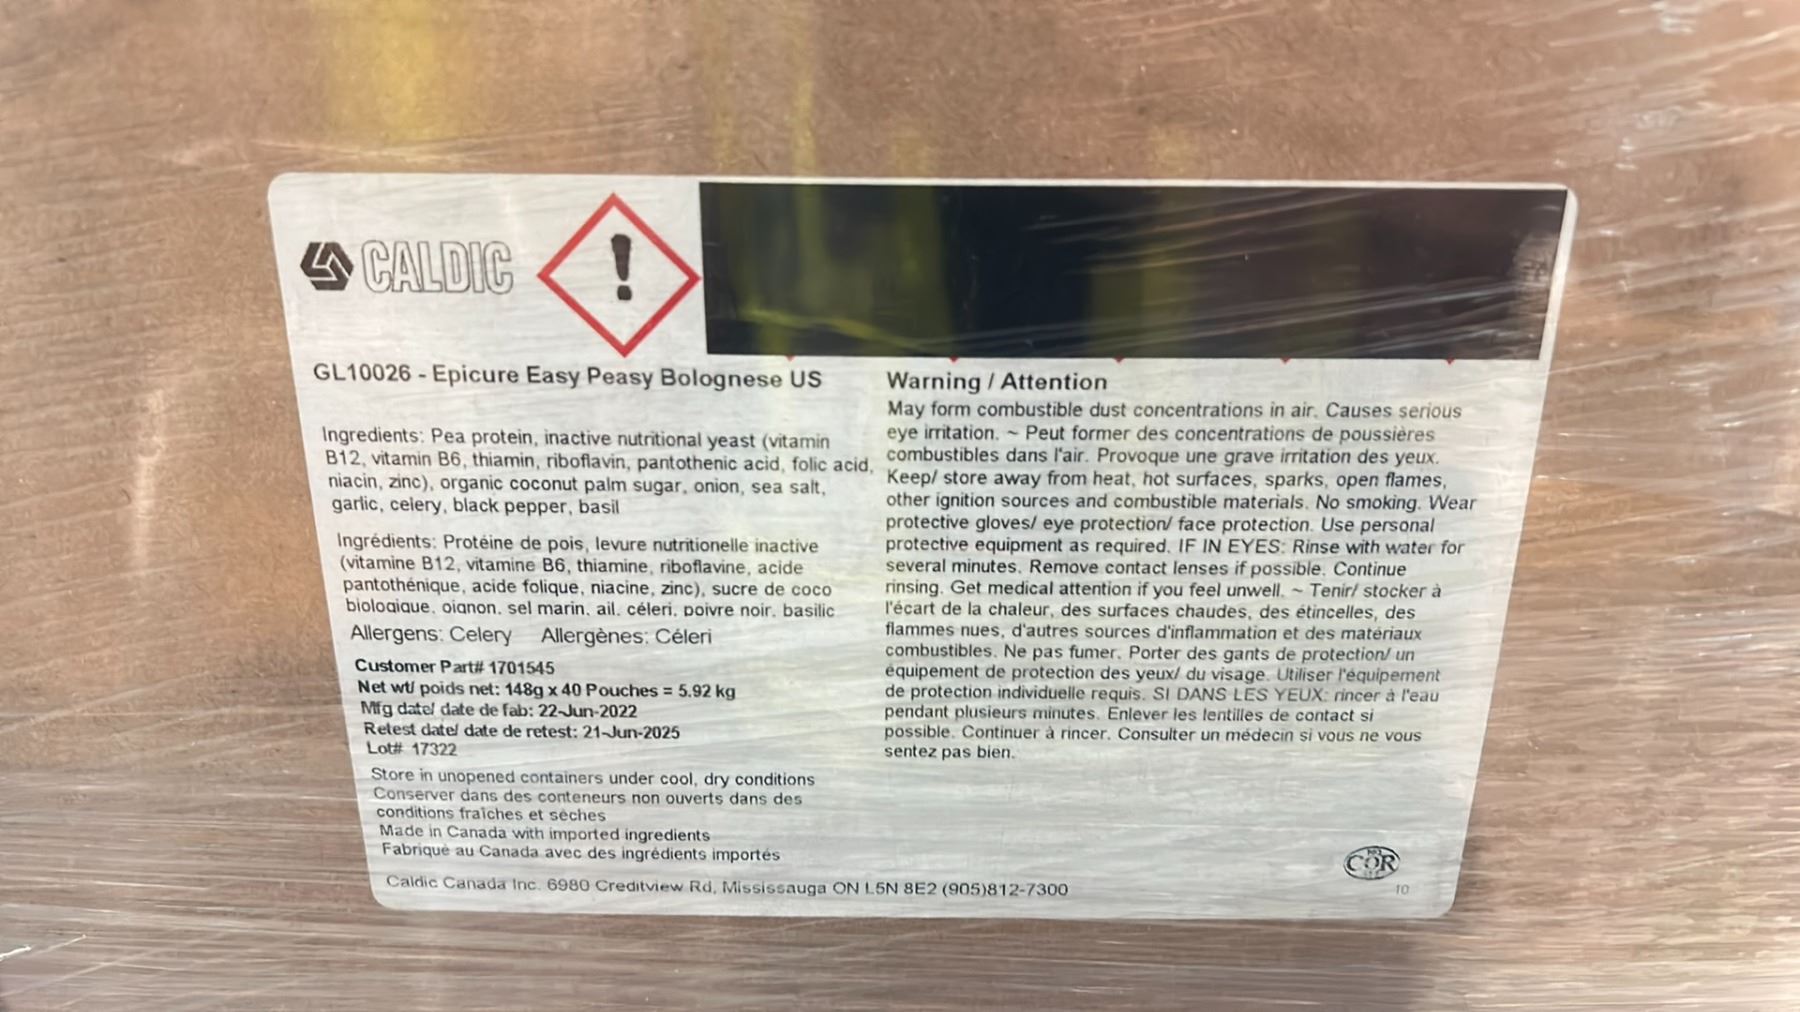 CALDIC
GL10026 - Epicure Easy Peasy Bolognese US
Ingredients: Pea protein, inactive nutritional yeast (vitamin
B12, vitamin B6, thiamin, riboflavin, pantothenic acid, folic acid,
niacin, zinc), organic coconut palm sugar, onion, sea salt,
garlic, celery, black pepper, basil
Ingrédients: Protéine de pois, levure nutritionelle inactive
(vitamine B12, vitamine B6, thiamine, riboflavine, acide
pantothénique, acide folique, niacine, zinc), sucre de coco
biologique, oignon, sel marin, ail, céleri, poivre noir, basilic
Allergens: Celery Allergènes: Céleri
Customer Part# 1701545
Net wt/ poids net: 148g x 40 Pouches = 5.92 kg
Mfg date/ date de fab: 22-Jun-2022
Retest date/ date de retest: 21-Jun-2025
Lot# 17322
Store in unopened containers under cool, dry conditions
Conserver dans des conteneurs non ouverts dans des
conditions fraîches et sèches
Made in Canada with imported ingredients
Fabriqué au Canada avec des ingrédients importés
Caldic Canada Inc. 6980 Creditview Rd, Mississauga ON L5N 8E2 (905)812-7300
Warning / Attention
May form combustible dust concentrations in air. Causes serious
eye irritation. ~ Peut former des concentrations de poussières
combustibles dans l'air. Provoque une grave irritation des yeux.
Keep/ store away from heat, hot surfaces, sparks, open flames,
other ignition sources and combustible materials. No smoking. Wear
protective gloves/ eye protection/ face protection. Use personal
protective equipment as required. IF IN EYES: Rinse with water for
several minutes. Remove contact lenses if possible. Continue
rinsing. Get medical attention if you feel unwell. ~ Tenir/ stocker à
l'écart de la chaleur, des surfaces chaudes, des étincelles, des
flammes nues, d'autres sources d'inflammation et des matériaux
combustibles. Ne pas fumer. Porter des gants de protection/ un
équipement de protection des yeux/ du visage. Utiliser l'équipement
de protection individuelle requis. SI DANS LES YEUX: rincer à l'eau
pendant plusieurs minutes. Enlever les lentilles de contact si
possible. Continuer à rincer. Consulter un médecin si vous ne vous
sentez pas bien.
COR
10